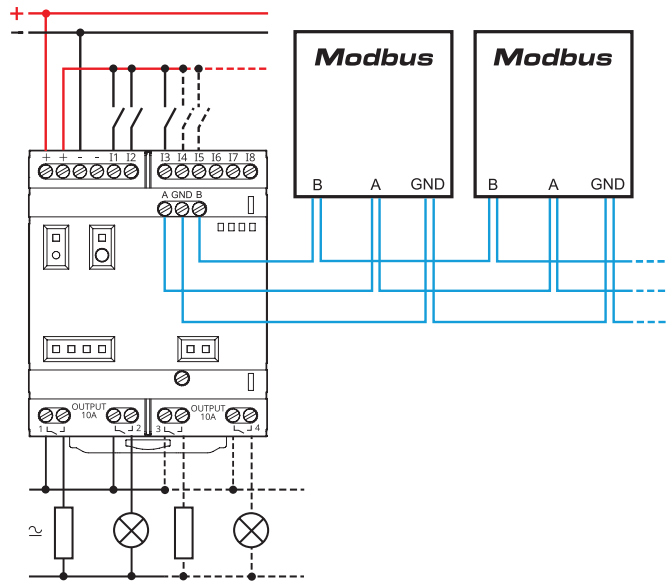 +
-
Modbus Modbus
+ + - - I1 I2 I3 I4 I5 I6 I7 I8
B A GND B A GND
A GND B
OUTPUT
10A
OUTPUT
10A
1 2 3 4